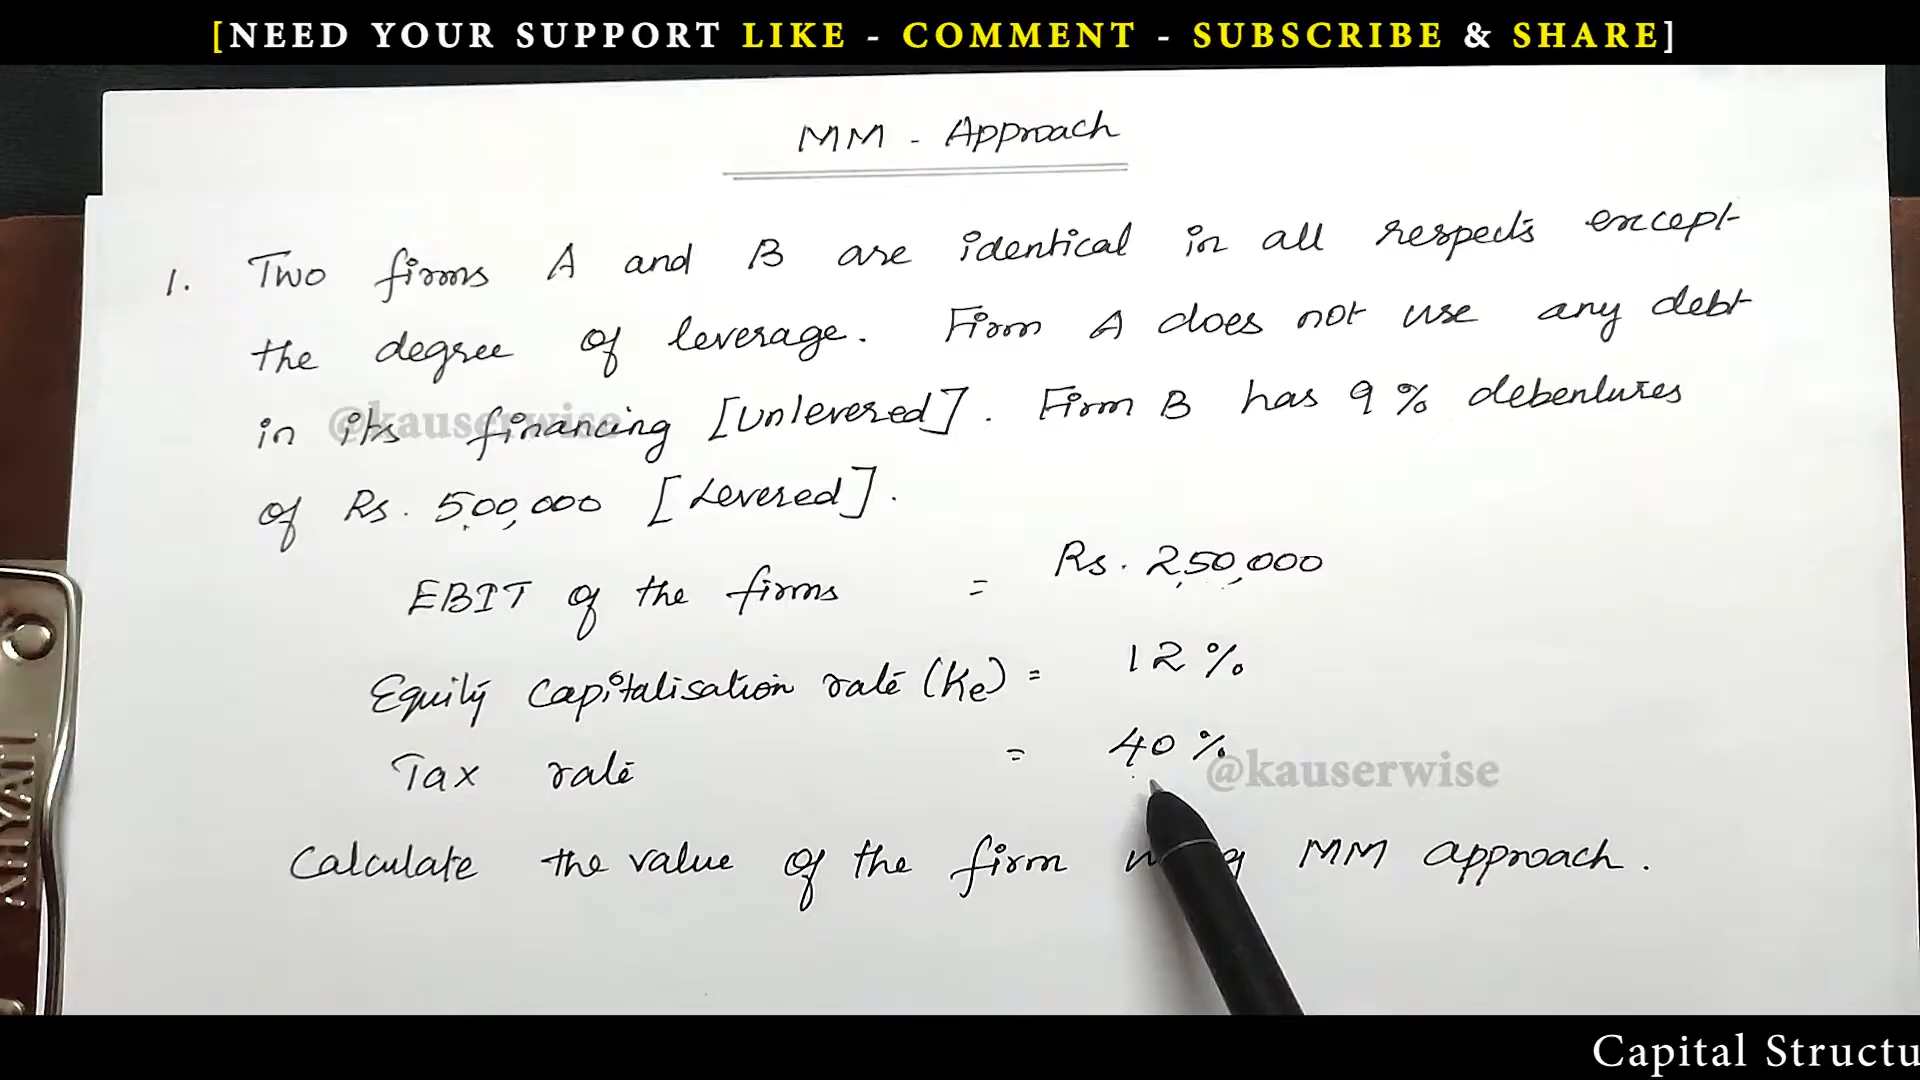 [NEED YOUR SUPPORT LIKE - COMMENT - SUBSCRIBE & SHARE]
MM - Approach
1. Two firms A and B are identical in all respects except
the degree of leverage. Firm A does not use any debt
in its financing [Unlevered]. Firm B has 9% debentures
@kauserwise
of Rs. 500,000 [Levered].
EBIT of the firms = Rs. 250,000
Equity capitalisation rate (Ke) = 12%
Tax rate = 40%
@kauserwise
Calculate the value of the firm MM approach.
Capital Structu